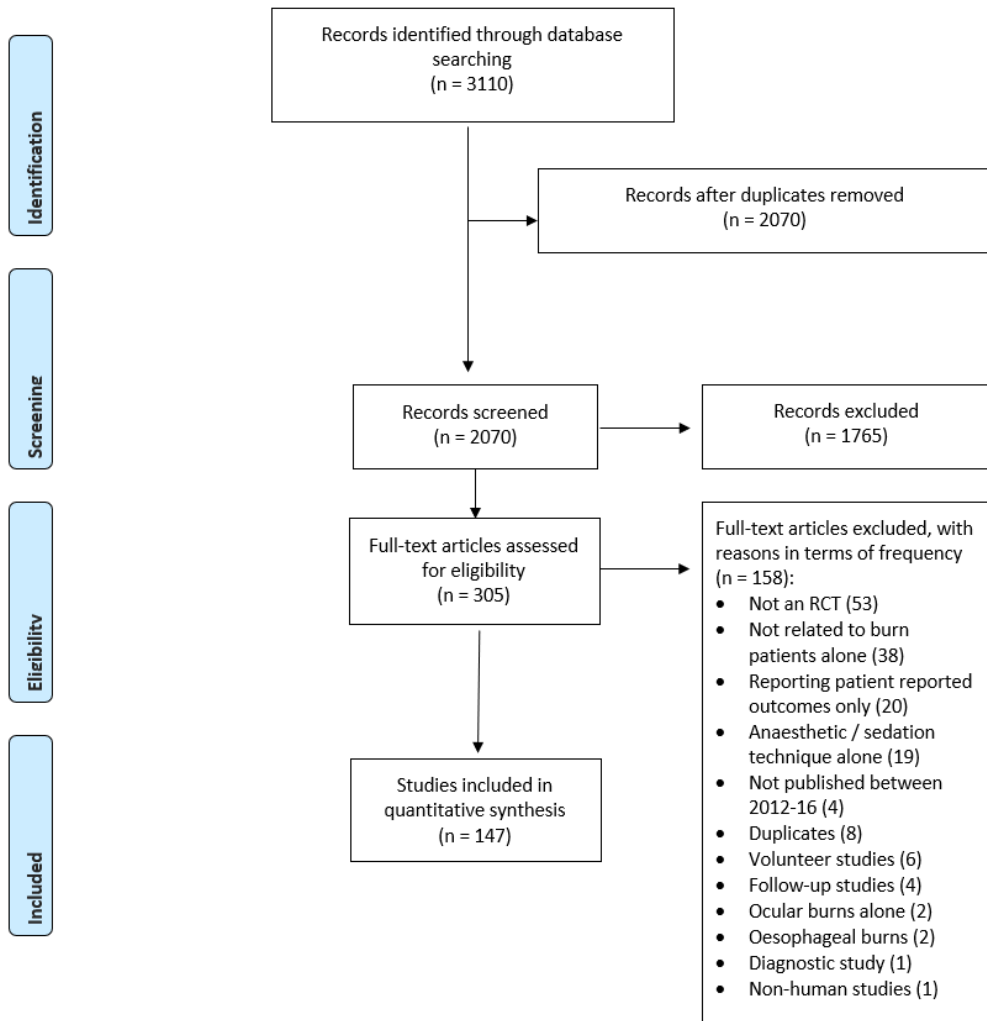 Identification
Records identified through database
searching
(n = 3110)
Records after duplicates removed
(n = 2070)
Screening
Records screened
(n = 2070)
Records excluded
(n = 1765)
Eligibility
Full-text articles assessed
for eligibility
(n = 305)
Full-text articles excluded, with
reasons in terms of frequency
(n = 158):
• Not an RCT (53)
• Not related to burn
patients alone (38)
• Reporting patient reported
outcomes only (20)
• Anaesthetic / sedation
technique alone (19)
• Not published between
2012-16 (4)
• Duplicates (8)
• Volunteer studies (6)
• Follow-up studies (4)
• Ocular burns alone (2)
• Oesophageal burns (2)
• Diagnostic study (1)
• Non-human studies (1)
Included
Studies included in
quantitative synthesis
(n = 147)